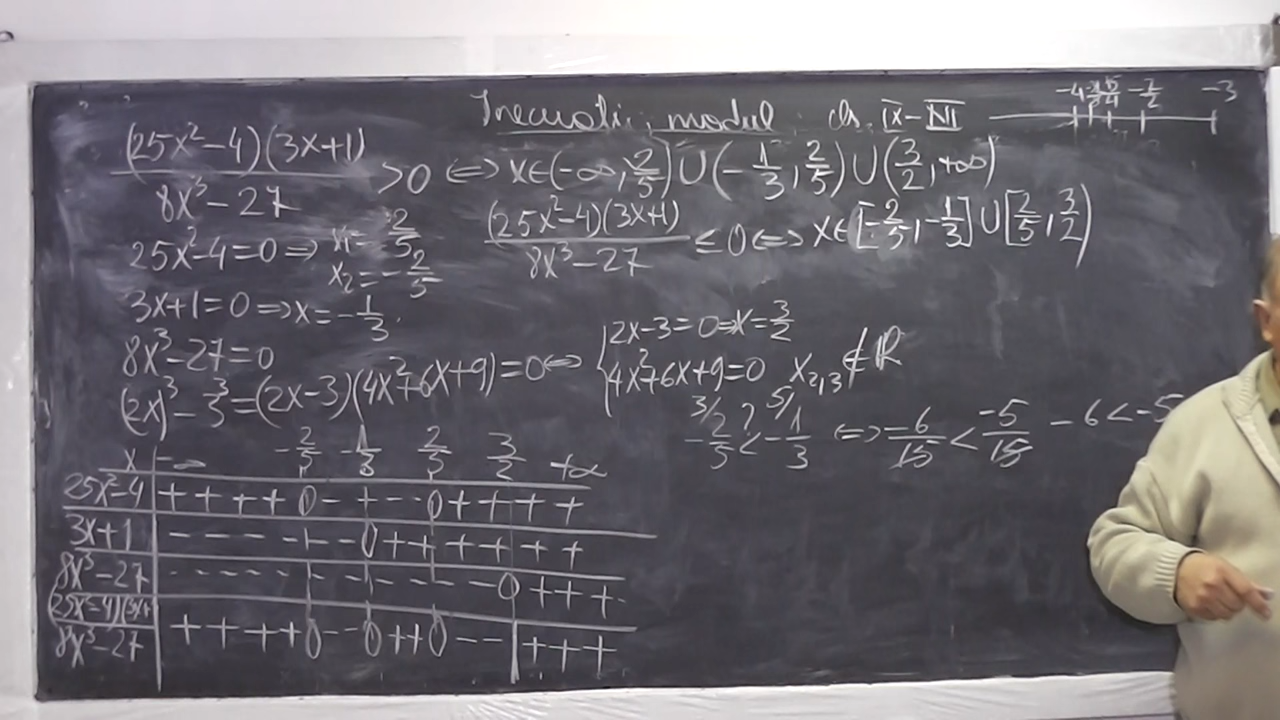 Inecuații, modul, cls. IX-XII
-4 -3
(25x²-4)(3x+1) / 8x³-27 > 0 ⟺ x∈(-∞, 2/5)∪(-1/3, 2/5)∪(3/2, +∞)
(25x²-4)(3x+1) / 8x³-27 ≤ 0 ⟺ x∈[-2/5, -1/3]∪[2/5, 3/2)
25x²-4=0 ⇒ x₁=2/5
x₂=-2/5
3x+1=0 ⇒ x=-1/3.
8x³-27=0
(2x)³-3³=(2x-3)(4x²+6x+9)=0 ⟺ { 2x-3=0 ⇒ x=3/2
4x²+6x+9=0 x₂,₃∉ℝ
3/ -2/5 <? 5/ -1/3 ⟺ -6/15 < -5/15 -6<-5
x | -∞ -2/5 -1/3 2/5 3/2 +∞
25x²-4 | + + + + 0 - + - - 0 + + + + +
3x+1 | - - - - + - 0 + + + + + +
8x³-27 | - - - - + - - - - - 0 + + +
(25x²-4)(3x+1) / 8x³-27 | + + + + 0 - - 0 + + 0 - - | + + +